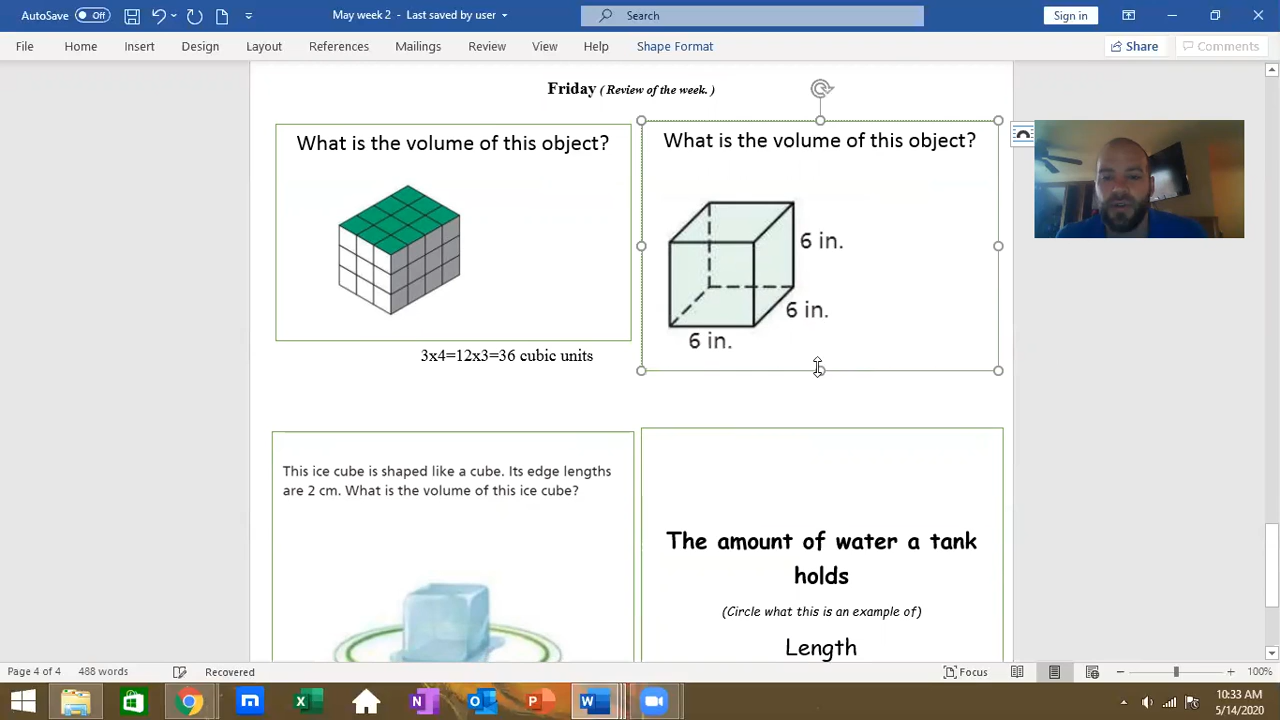 AutoSave Off
May week 2 - Last saved by user
Search
Sign in
File Home Insert Design Layout References Mailings Review View Help Shape Format
Share Comments
Friday ( Review of the week. )
What is the volume of this object?
3x4=12x3=36 cubic units
What is the volume of this object?
6 in.
6 in.
6 in.
This ice cube is shaped like a cube. Its edge lengths
are 2 cm. What is the volume of this ice cube?
The amount of water a tank
holds
(Circle what this is an example of)
Length
Page 4 of 4 488 words Recovered Focus 100%
10:33 AM
5/14/2020